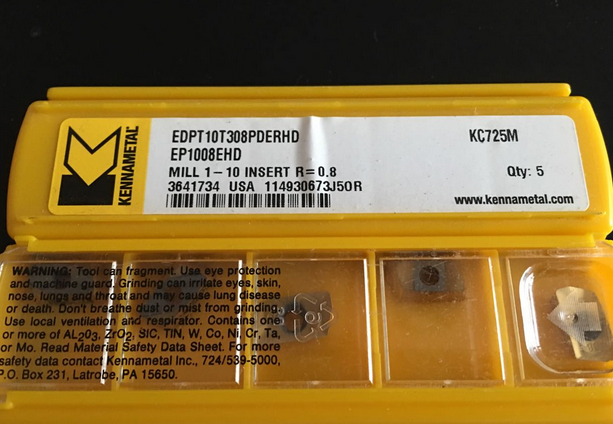 KENNAMETAL
EDPT10T308PDERHD
KC725M
EP1008EHD
MILL 1-10 INSERT R=0.8
Qty: 5
3641734 USA 114930673J50R
www.kennametal.com
WARNING: Tool can fragment. Use eye protection
and machine guard. Grinding can irritate eyes, skin,
nose, lungs and throat and may cause lung disease
or death. Don't breathe dust or mist from grinding.
Use local ventilation and respirator. Contains one
or more of AL2O3, ZrO2, SIC, TIN, W, Co, Ni, Cr, Ta,
or Mo. Read Material Safety Data Sheet. For more
safety data contact Kennametal Inc., 724/539-5000,
P.O. Box 231, Latrobe, PA 15650.